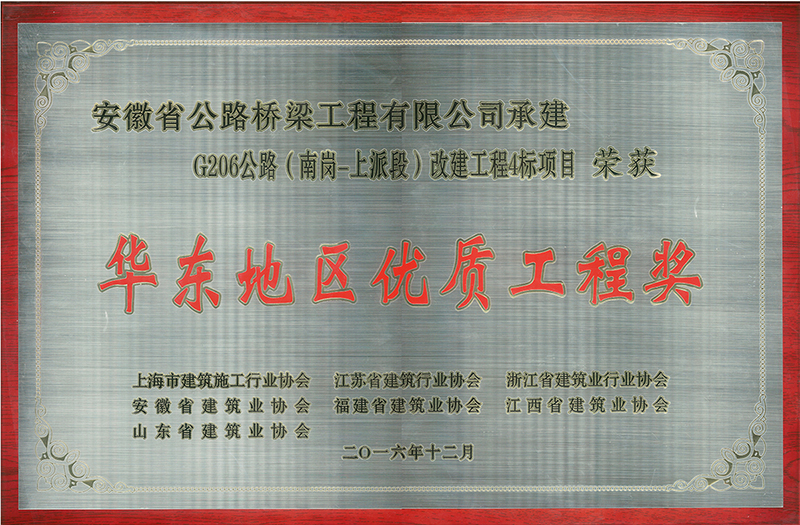 安徽省公路桥梁工程有限公司承建
G206公路（南岗-上派段）改建工程4标项目 荣获
华东地区优质工程奖
上海市建筑施工行业协会 江苏省建筑行业协会 浙江省建筑业行业协会
安徽省建筑业协会 福建省建筑业协会 江西省建筑业协会
山东省建筑业协会
二〇一六年十二月